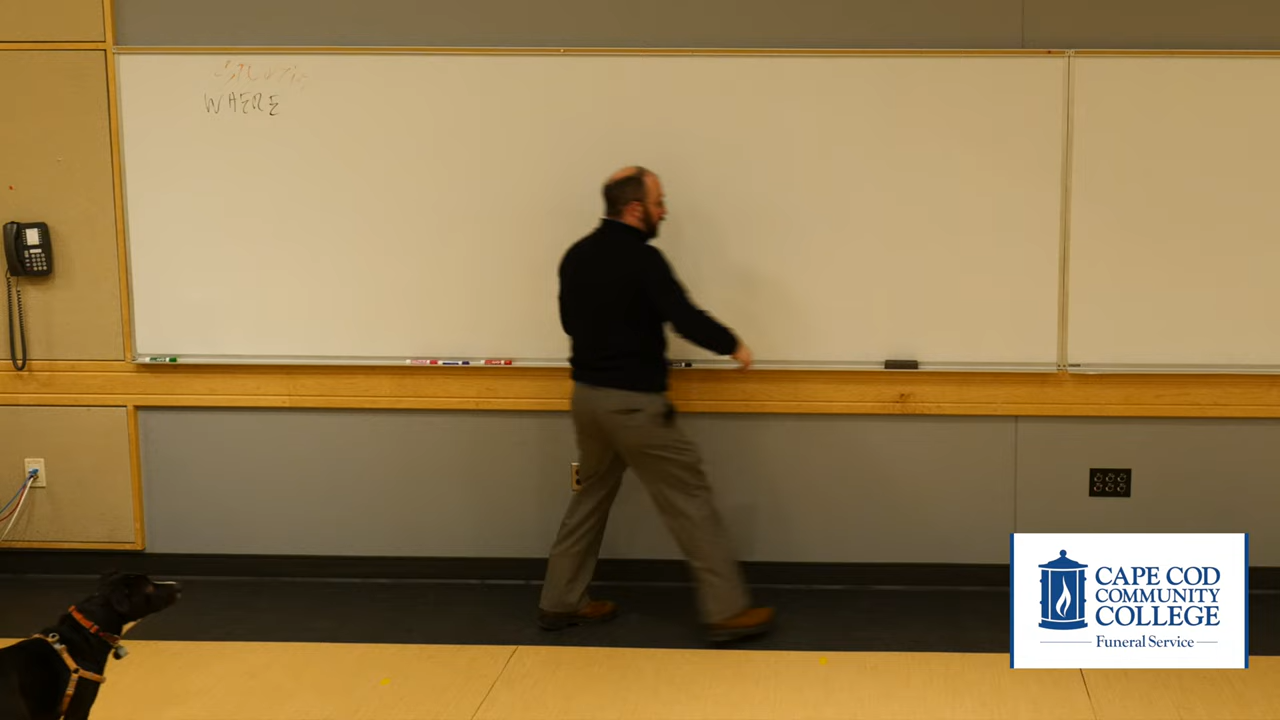 WHERE
CAPE COD
COMMUNITY
COLLEGE
Funeral Service